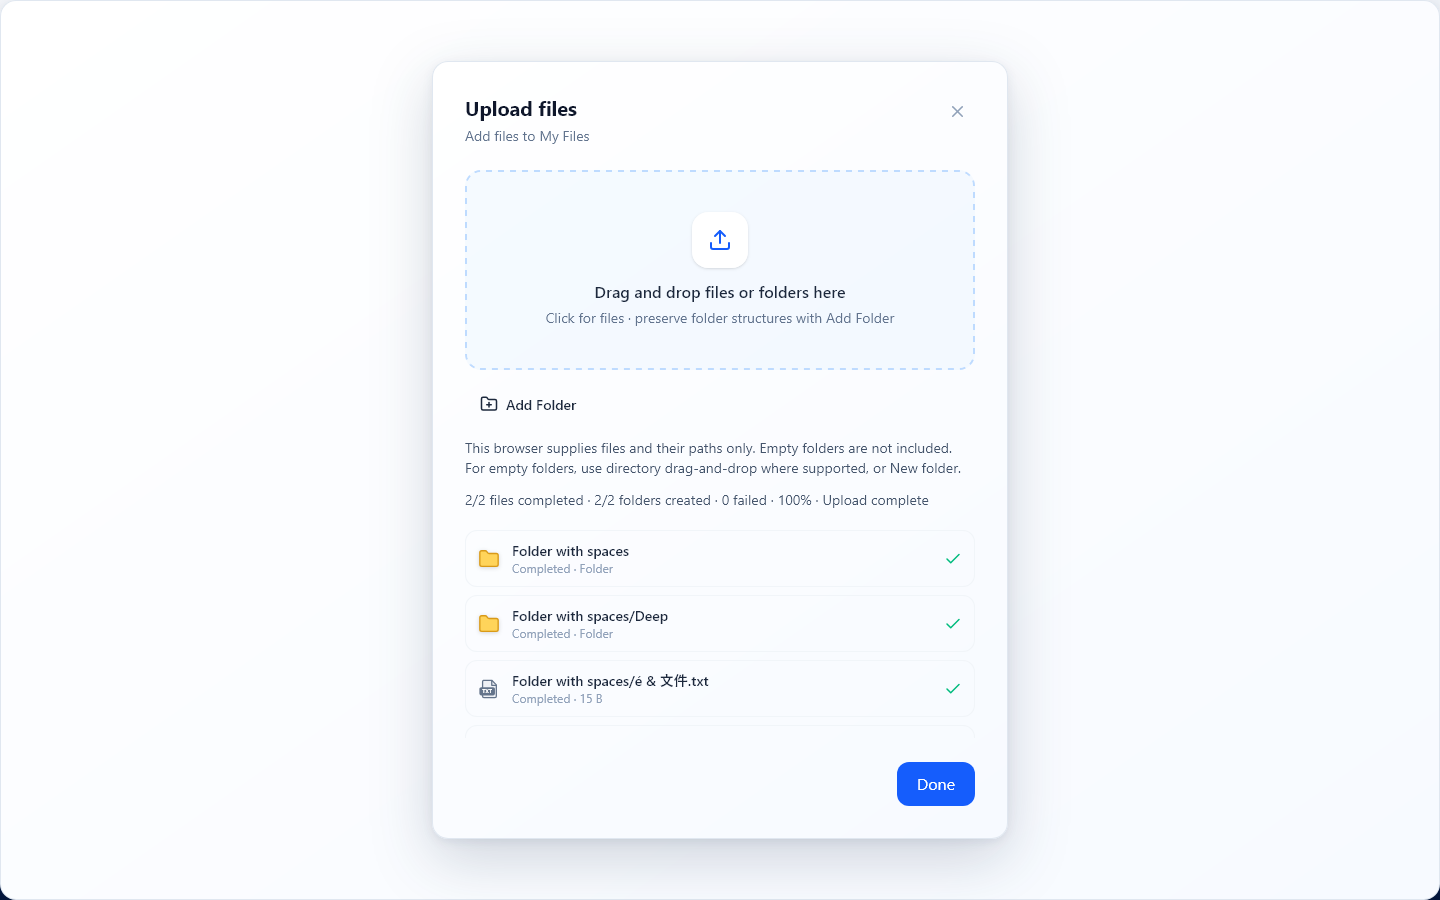 Upload files
Add files to My Files
Drag and drop files or folders here
Click for files · preserve folder structures with Add Folder
Add Folder
This browser supplies files and their paths only. Empty folders are not included.
For empty folders, use directory drag-and-drop where supported, or New folder.
2/2 files completed · 2/2 folders created · 0 failed · 100% · Upload complete
Folder with spaces
Completed · Folder
Folder with spaces/Deep
Completed · Folder
TXT
Folder with spaces/é & 文件.txt
Completed · 15 B
Done